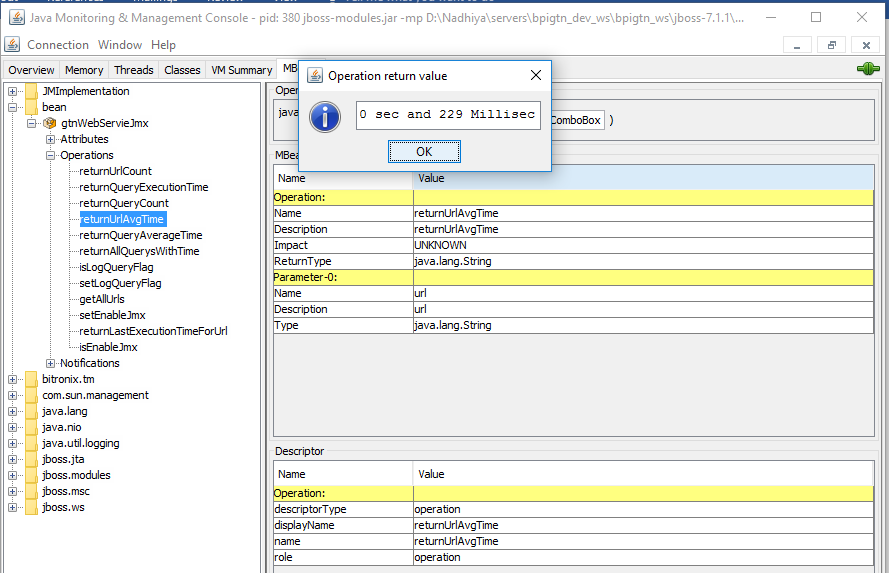 Java Monitoring & Management Console - pid: 380 jboss-modules.jar -mp D:\Nadhiya\servers\bpigtn_dev_ws\bpigtn_ws\jboss-7.1.1\...
Connection Window Help
Overview Memory Threads Classes VM Summary MB
JMImplementation
bean
gtnWebServieJmx
Attributes
Operations
returnUrlCount
returnQueryExecutionTime
returnQueryCount
returnUrlAvgTime
returnQueryAverageTime
returnAllQuerysWithTime
isLogQueryFlag
setLogQueryFlag
getAllUrls
setEnableJmx
returnLastExecutionTimeForUrl
isEnableJmx
Notifications
bitronix.tm
com.sun.management
java.lang
java.nio
java.util.logging
jboss.jta
jboss.modules
jboss.msc
jboss.ws
Operation return value
0 sec and 229 Millisec
OK
Oper
java
ComboBox )
MBea
Name Value
Operation:
Name returnUrlAvgTime
Description returnUrlAvgTime
Impact UNKNOWN
ReturnType java.lang.String
Parameter-0:
Name url
Description url
Type java.lang.String
Descriptor
Name Value
Operation:
descriptorType operation
displayName returnUrlAvgTime
name returnUrlAvgTime
role operation